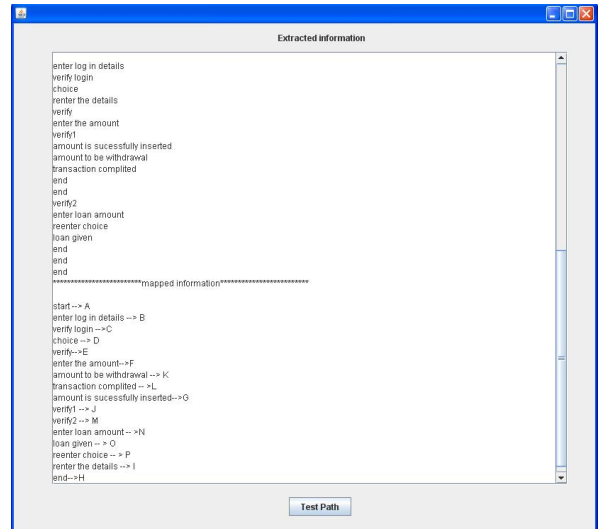 Extracted information
enter log in details
verify login
choice
renter the details
verify
enter the amount
verify1
amount is sucessfully inserted
amount to be withdrawal
transaction complited
end
end
verify2
enter loan amount
reenter choice
loan given
end
end
end
*************************mapped information*************************
start --> A
enter log in details --> B
verify login -->C
choice --> D
verify-->E
enter the amount-->F
amount to be withdrawal --> K
transaction complited -- >L
amount is sucessfully inserted-->G
verify1 --> J
verify2 --> M
enter loan amount -- >N
loan given -- > O
reenter choice -- > P
renter the details --> I
end-->H
Test Path